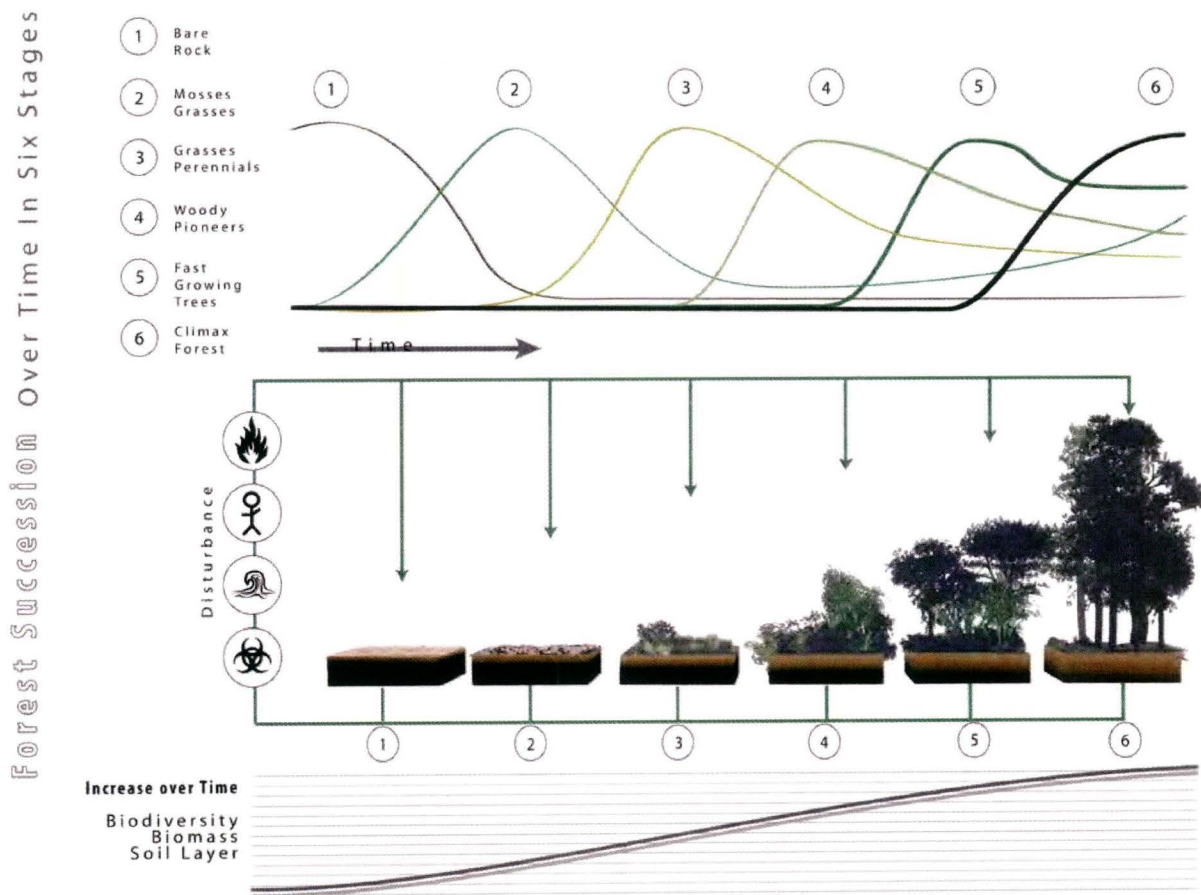 Forest Succession Over Time In Six Stages
1 Bare
Rock
2 Mosses
Grasses
3 Grasses
Perennials
4 Woody
Pioneers
5 Fast
Growing
Trees
6 Climax
Forest
1 2 3 4 5 6
Time
Disturbance
1 2 3 4 5 6
Increase over Time
Biodiversity
Biomass
Soil Layer